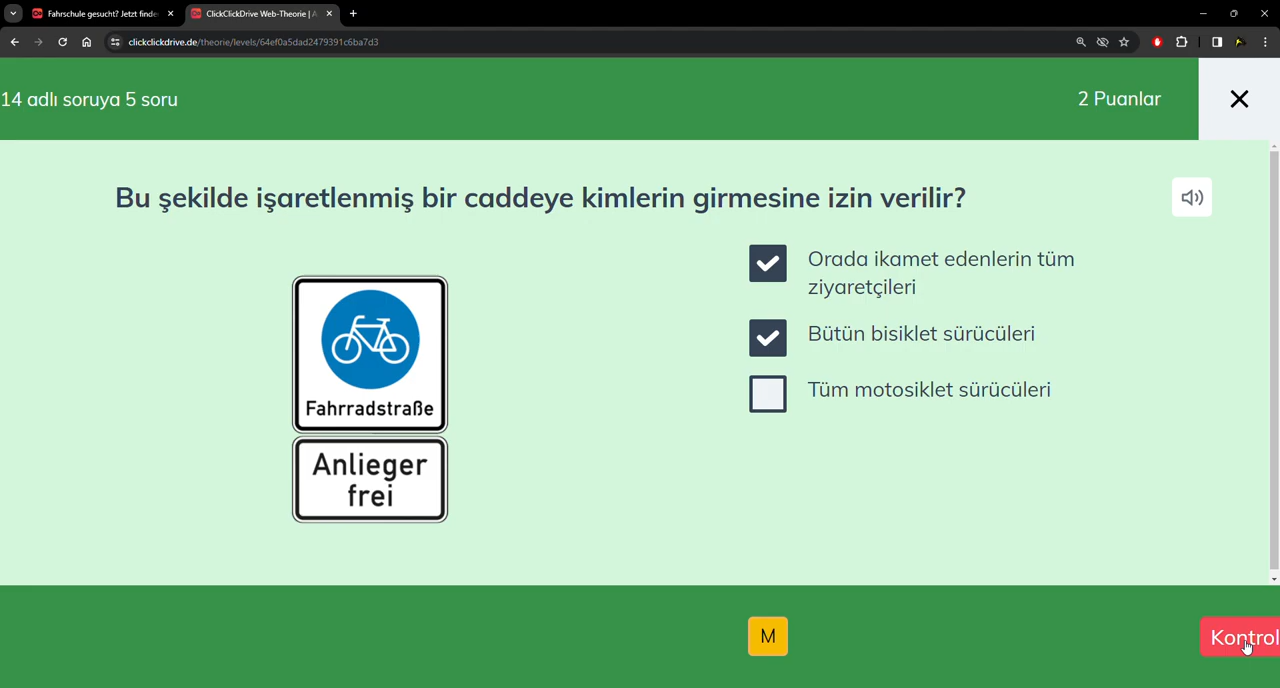 Fahrschule gesucht? Jetzt finde
ClickClickDrive Web-Theorie | A
clickclickdrive.de/theorie/levels/64ef0a5dad2479391c6ba7d3
14 adlı soruya 5 soru
2 Puanlar
Bu şekilde işaretlenmiş bir caddeye kimlerin girmesine izin verilir?
Fahrradstraße
Anlieger
frei
Orada ikamet edenlerin tüm
ziyaretçileri
Bütün bisiklet sürücüleri
Tüm motosiklet sürücüleri
M
Kontrol